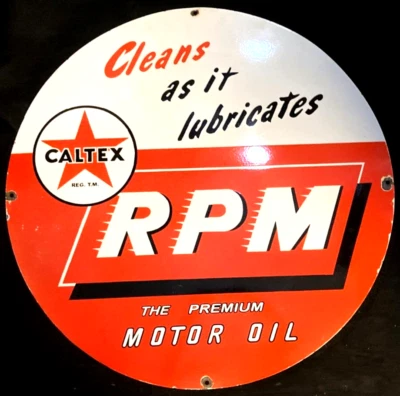 Cleans
as it
lubricates
CALTEX
REG. T.M.
RPM
THE PREMIUM
MOTOR OIL